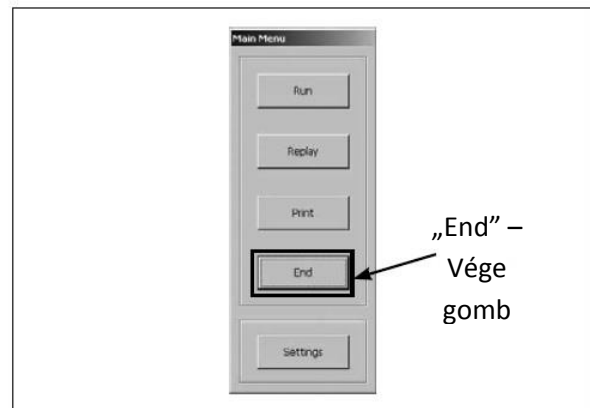 Main Menu
Run
Replay
Print
„End” –
Vége
gomb
End
Settings